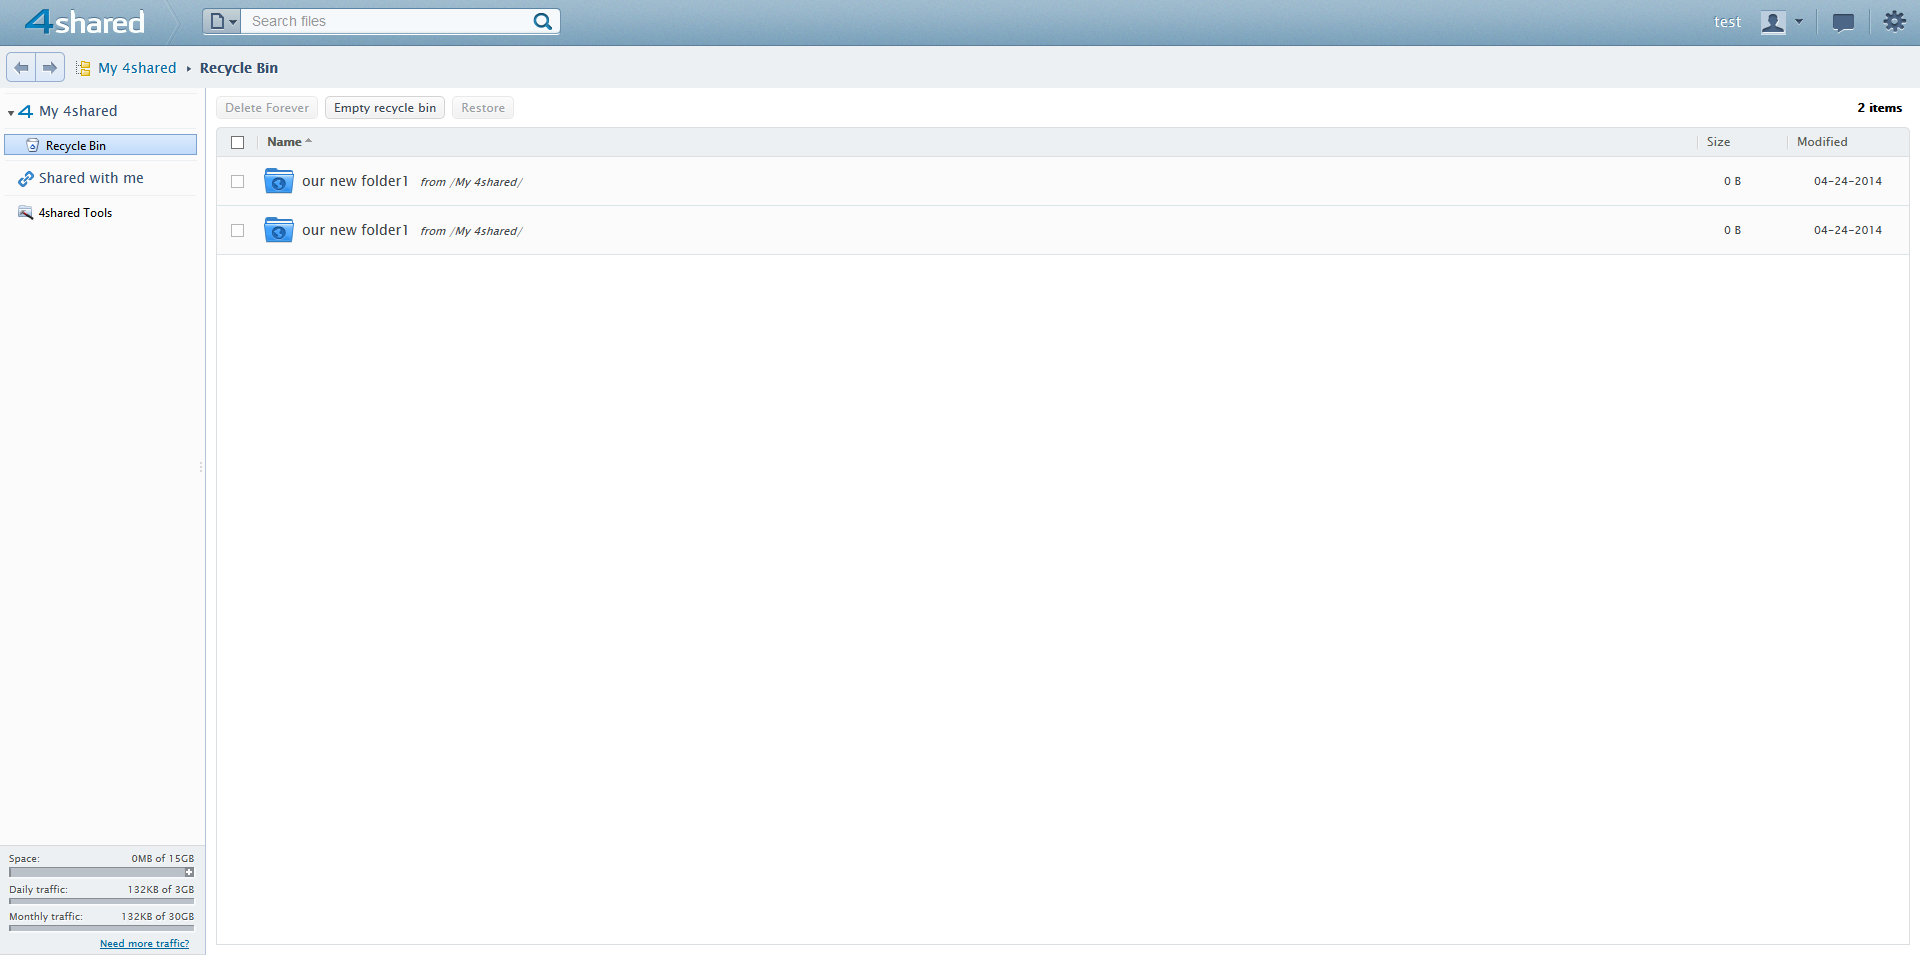 4shared
Search files
test
My 4shared
Recycle Bin
My 4shared
Recycle Bin
Shared with me
4shared Tools
Delete Forever
Empty recycle bin
Restore
2 items
Name
Size
Modified
our new folder1 from /My 4shared/
0 B
04-24-2014
our new folder1 from /My 4shared/
0 B
04-24-2014
Space: 0MB of 15GB
Daily traffic: 132KB of 3GB
Monthly traffic: 132KB of 30GB
Need more traffic?